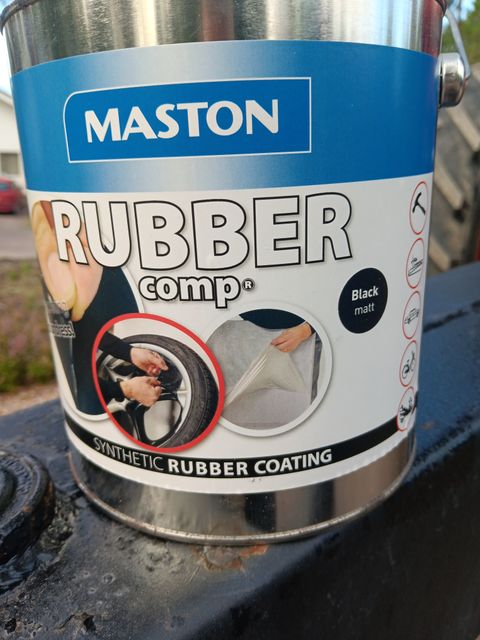 MASTON
RUBBER
comp®
Black
matt
SYNTHETIC RUBBER COATING